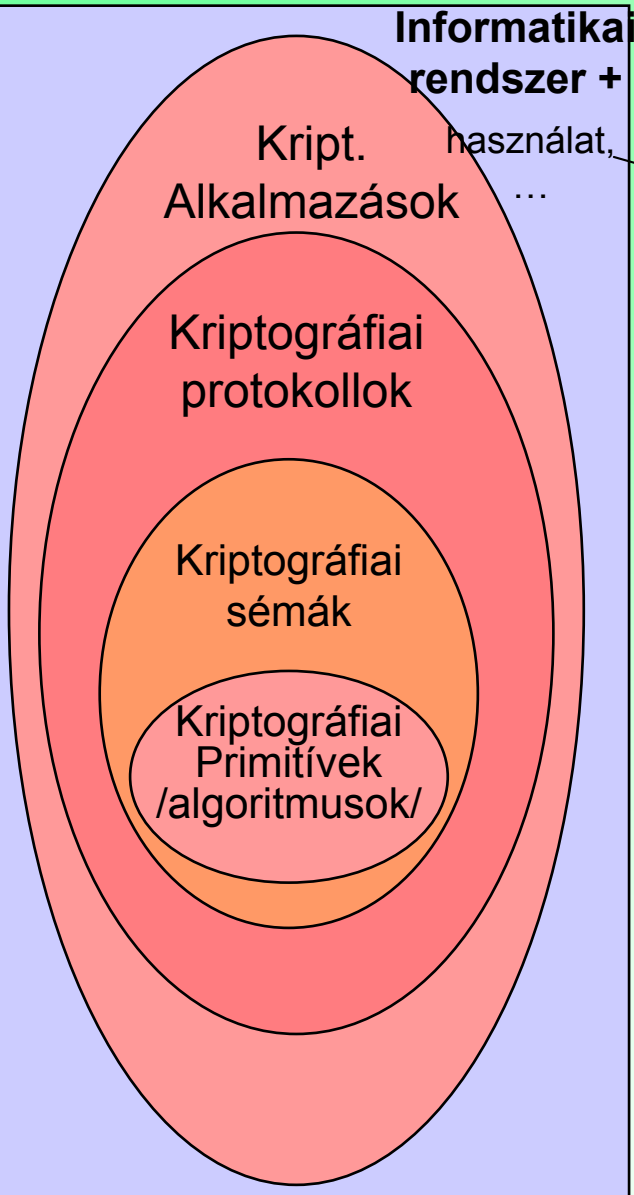 Informatikai
rendszer +
használat,
…
Kript.
Alkalmazások
Kriptográfiai
protokollok
Kriptográfiai
sémák
Kriptográfiai
Primitívek
/algoritmusok/